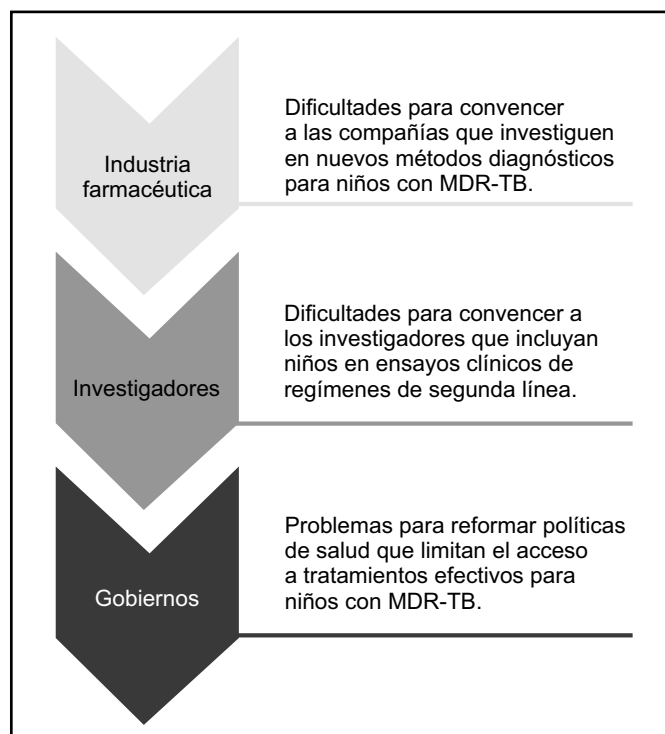 Industria
farmacéutica
Dificultades para convencer
a las compañías que investiguen
en nuevos métodos diagnósticos
para niños con MDR-TB.
Investigadores
Dificultades para convencer a
los investigadores que incluyan
niños en ensayos clínicos de
regímenes de segunda línea.
Gobiernos
Problemas para reformar políticas
de salud que limitan el acceso
a tratamientos efectivos para
niños con MDR-TB.